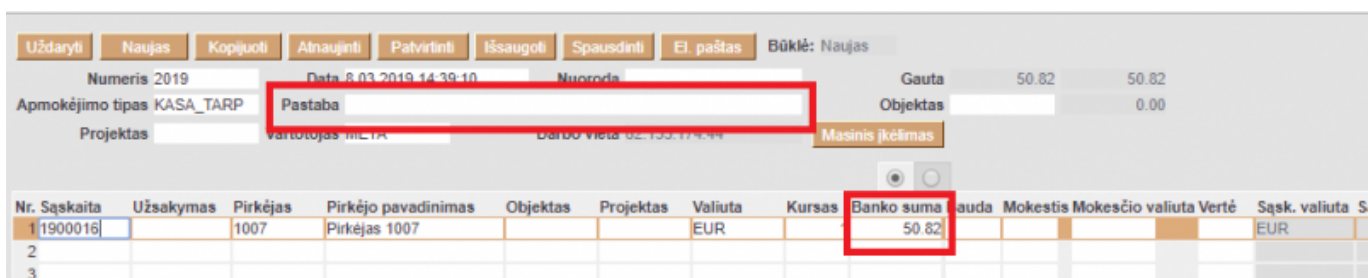 Uždaryti Naujas Kopijuoti Atnaujinti Patvirtinti Išsaugoti Spausdinti El. paštas Būklė: Naujas
Numeris 2019 Data 8.03.2019 14:39:10 Nuoroda Gauta 50.82 50.82
Apmokėjimo tipas KASA_TARP Pastaba Objektas 0.00
Projektas Vartotojas META Darbo vieta Masinis įkėlimas
Nr. Sąskaita Užsakymas Pirkėjas Pirkėjo pavadinimas Objektas Projektas Valiuta Kursas Banko suma Bauda Mokestis Mokesčio valiuta Vertė Sąsk. valiuta S
1 1900016 1007 Pirkėjas 1007 EUR 1 50.82 EUR
2
3